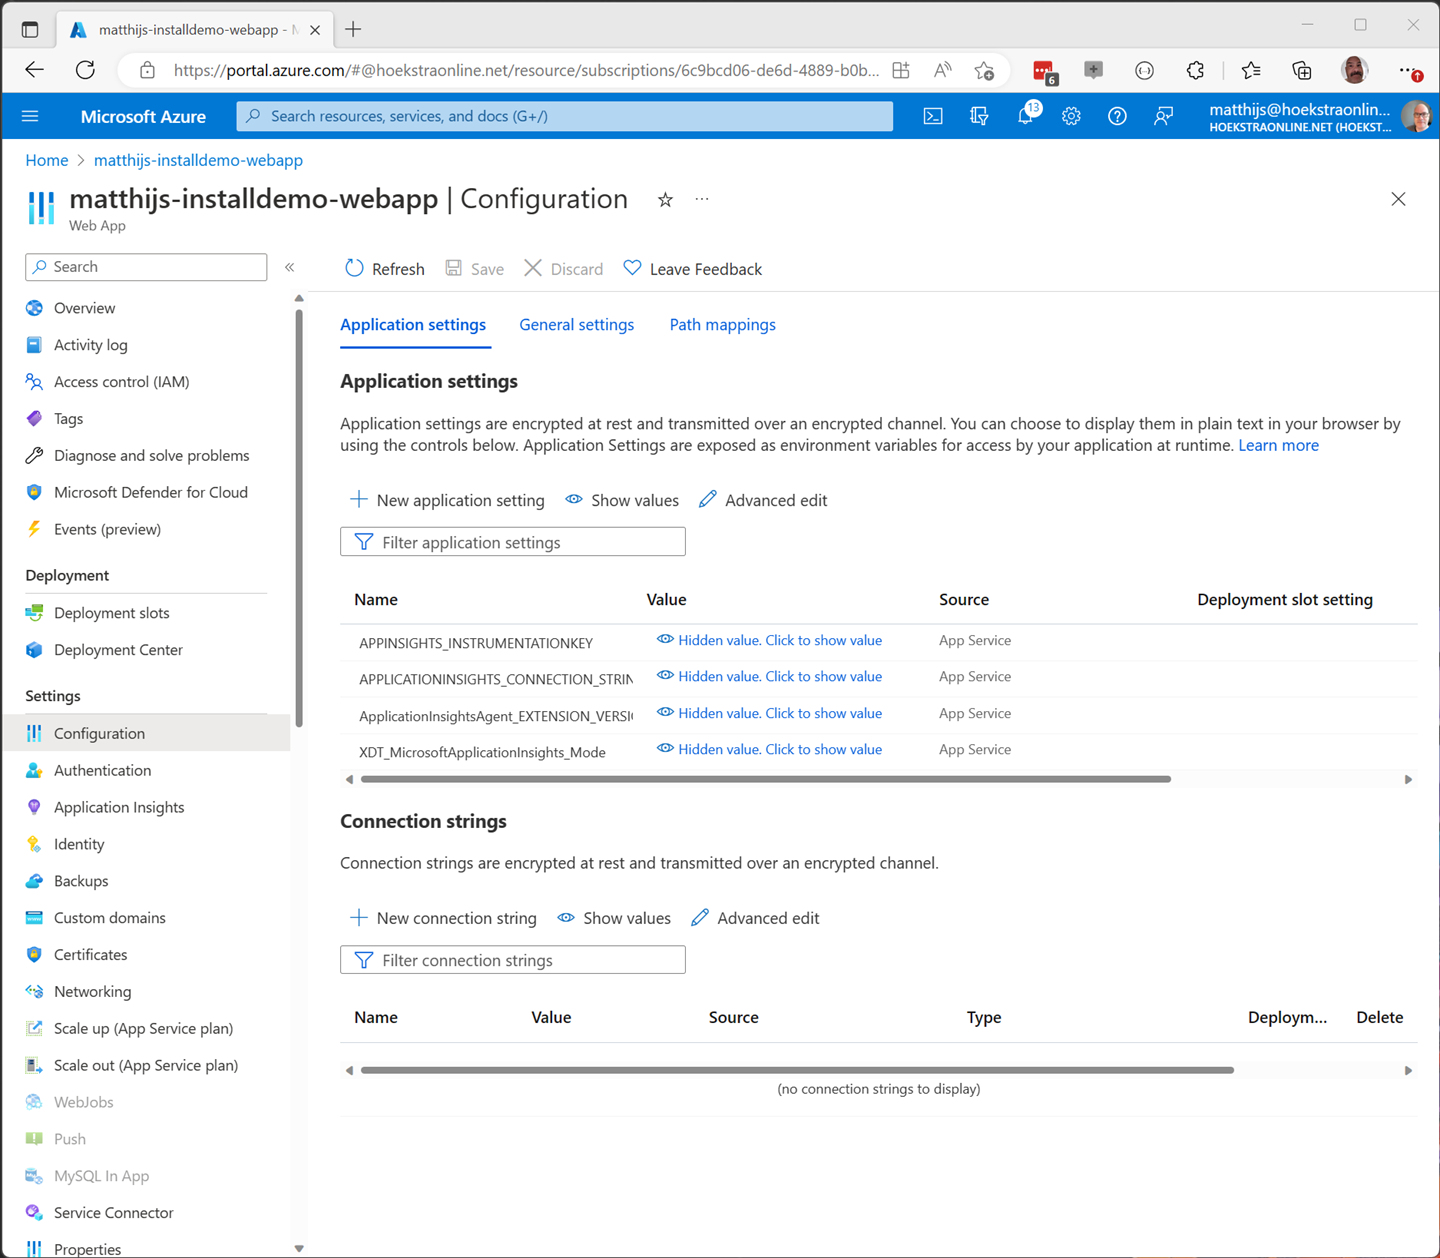 matthijs-installdemo-webapp - M
https://portal.azure.com/#@hoekstraonline.net/resource/subscriptions/6c9bcd06-de6d-4889-b0b...
6
Microsoft Azure
Search resources, services, and docs (G+/)
13
matthijs@hoekstraonlin...
HOEKSTRAONLINE.NET (HOEKST...
Home > matthijs-installdemo-webapp
matthijs-installdemo-webapp | Configuration
Web App
Search
Refresh
Save
Discard
Leave Feedback
Overview
Activity log
Access control (IAM)
Tags
Diagnose and solve problems
Microsoft Defender for Cloud
Events (preview)
Deployment
Deployment slots
Deployment Center
Settings
Configuration
Authentication
Application Insights
Identity
Backups
Custom domains
Certificates
Networking
Scale up (App Service plan)
Scale out (App Service plan)
WebJobs
Push
MySQL In App
Service Connector
Properties
Application settings General settings Path mappings
Application settings
Application settings are encrypted at rest and transmitted over an encrypted channel. You can choose to display them in plain text in your browser by
using the controls below. Application Settings are exposed as environment variables for access by your application at runtime. Learn more
New application setting Show values Advanced edit
Filter application settings
Name Value Source Deployment slot setting
APPINSIGHTS_INSTRUMENTATIONKEY Hidden value. Click to show value App Service
APPLICATIONINSIGHTS_CONNECTION_STRIN Hidden value. Click to show value App Service
ApplicationInsightsAgent_EXTENSION_VERSI Hidden value. Click to show value App Service
XDT_MicrosoftApplicationInsights_Mode Hidden value. Click to show value App Service
Connection strings
Connection strings are encrypted at rest and transmitted over an encrypted channel.
New connection string Show values Advanced edit
Filter connection strings
Name Value Source Type Deploym... Delete
(no connection strings to display)